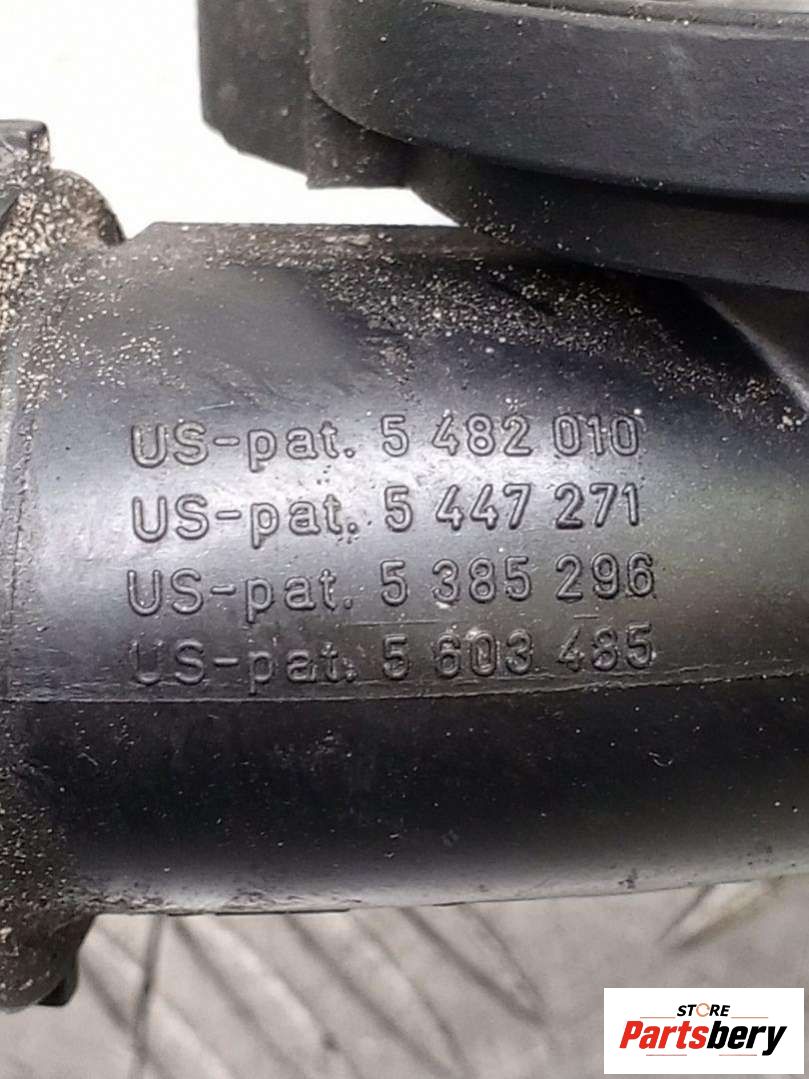 US-pat. 5 482 010
US-pat. 5 447 271
US-pat. 5 385 296
US-pat. 5 603 485
STORE
Partsbery